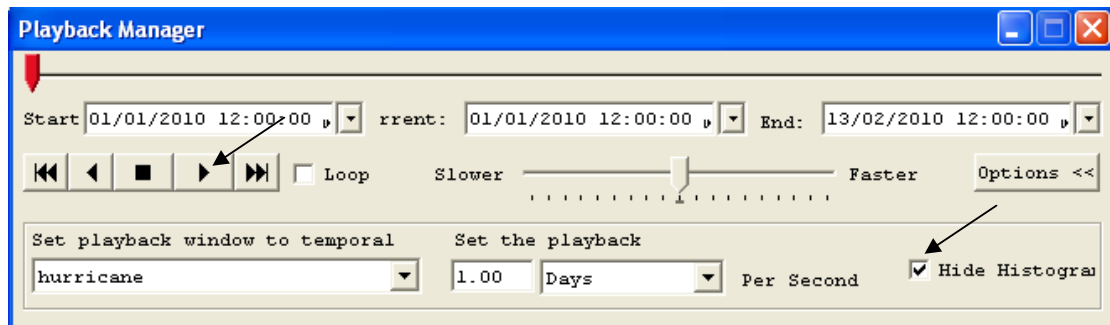 Playback Manager
Start 01/01/2010 12:00:00 rrent: 01/01/2010 12:00:00 End: 13/02/2010 12:00:00
Loop Slower Faster Options <<
Set playback window to temporal Set the playback
hurricane 1.00 Days Per Second Hide Histogra